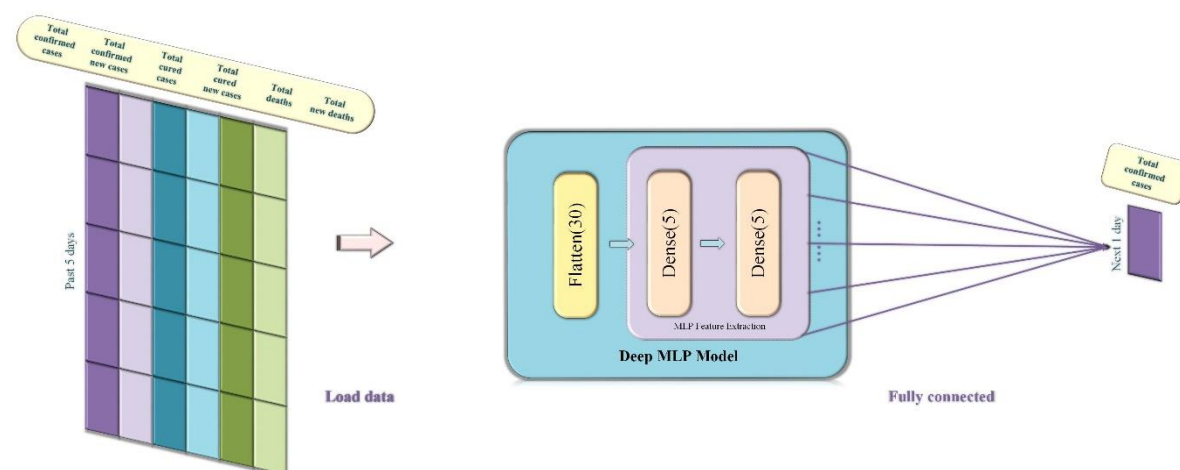 Total
confirmed
cases
Total
confirmed
new cases
Total
cured
cases
Total
cured
new cases
Total
deaths
Total
new deaths
Past 5 days
Load data
Flatten(30)
Dense(5)
Dense(5)
MLP Feature Extraction
Deep MLP Model
Fully connected
Total
confirmed
cases
Next 1 day